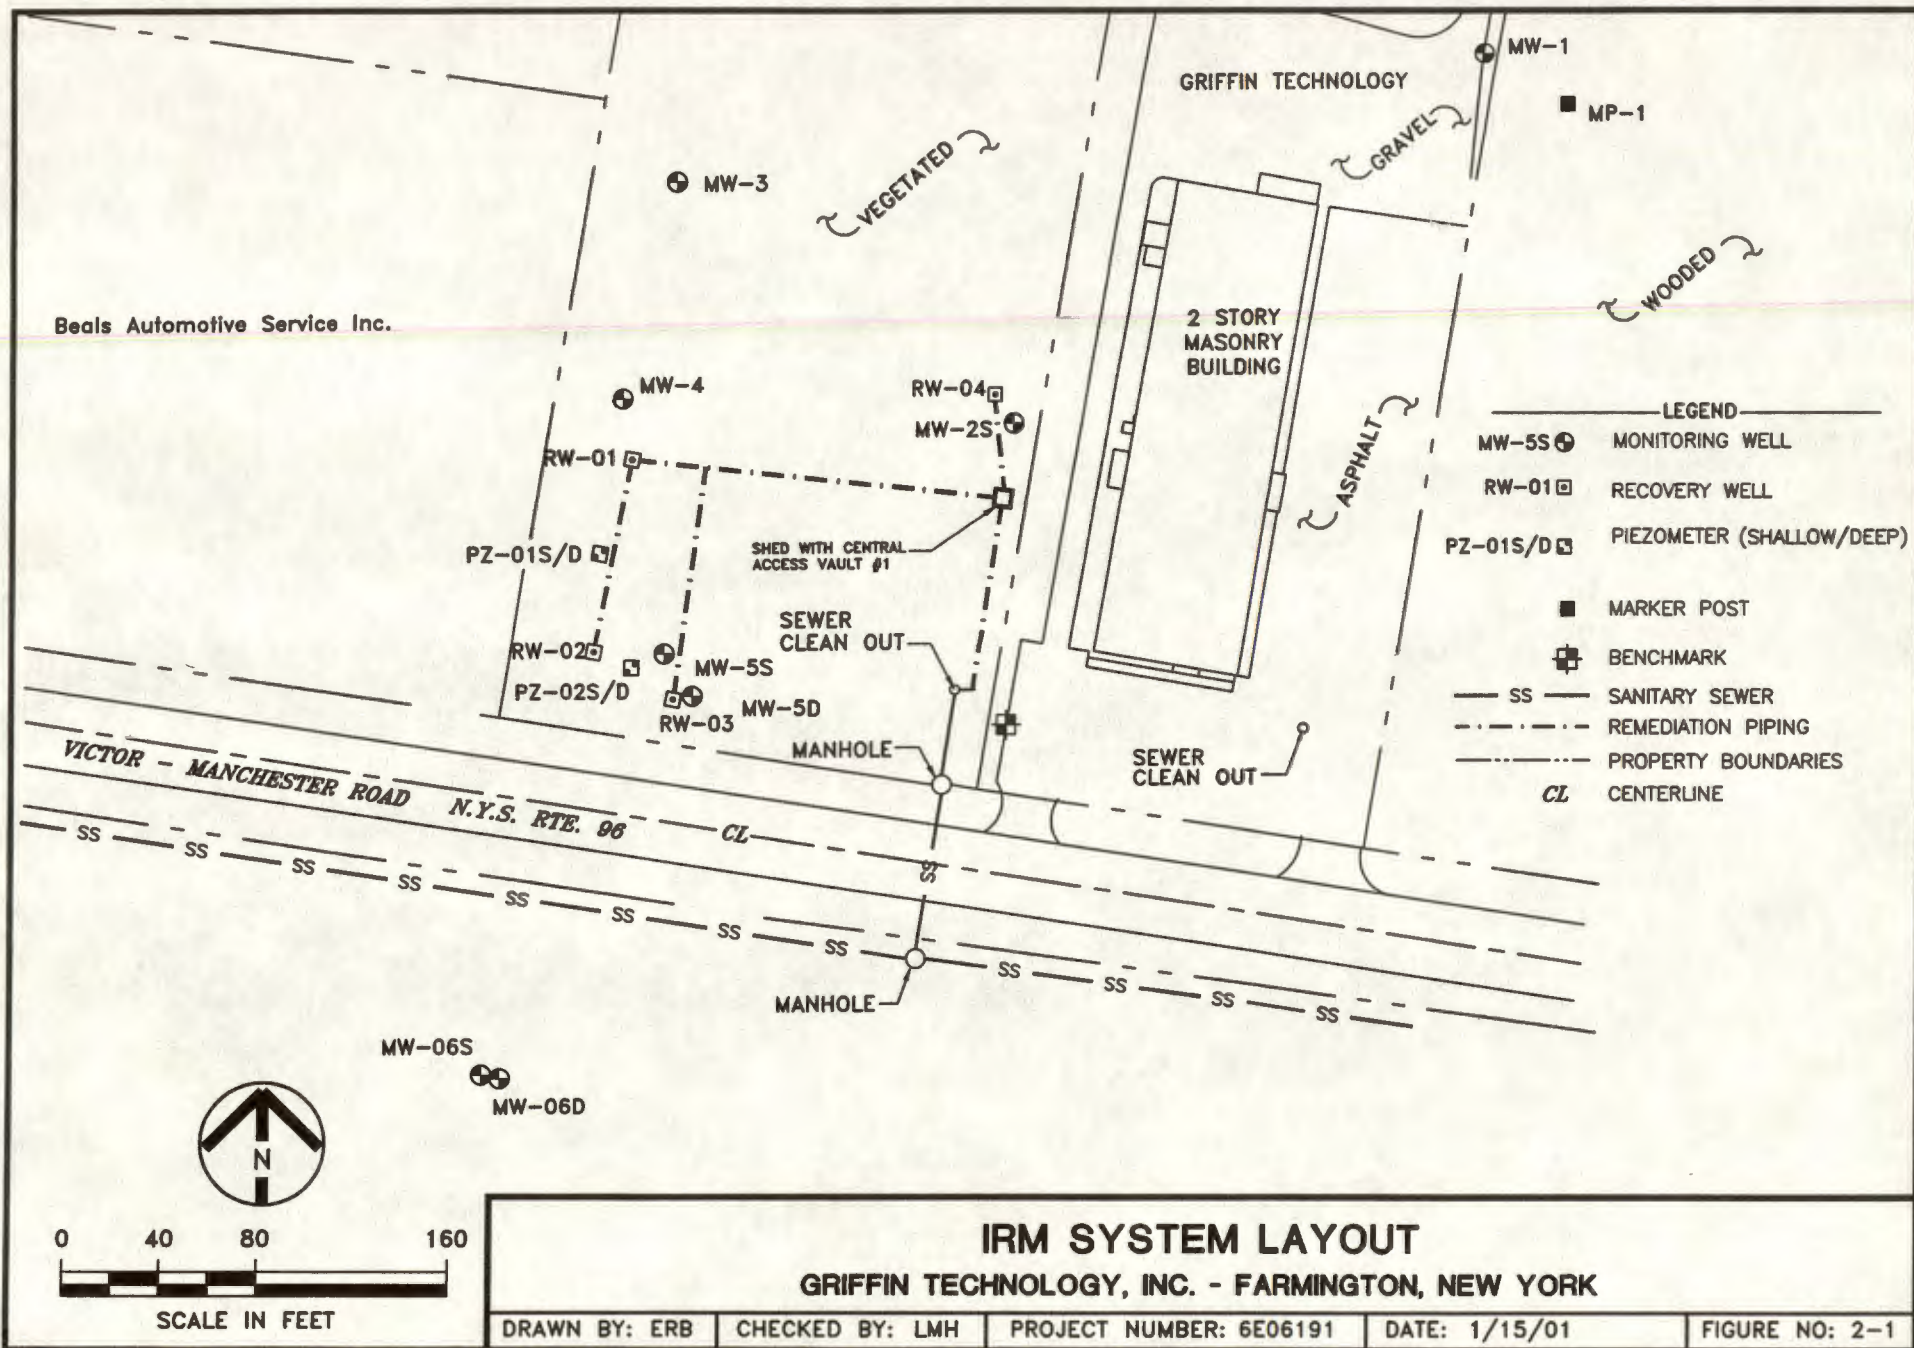 MW-1
GRIFFIN TECHNOLOGY
MP-1
GRAVEL
VEGETATED
MW-3
WOODED
Beals Automotive Service Inc.
2 STORY
MASONRY
BUILDING
MW-4
RW-04
MW-2S
ASPHALT
RW-01
SHED WITH CENTRAL
ACCESS VAULT #1
PZ-01S/D
SEWER
CLEAN OUT
RW-02
MW-5S
PZ-02S/D
MW-5D
RW-03
MANHOLE
SEWER
CLEAN OUT
LEGEND
MW-5S MONITORING WELL
RW-01 RECOVERY WELL
PZ-01S/D PIEZOMETER (SHALLOW/DEEP)
MARKER POST
BENCHMARK
SS SANITARY SEWER
REMEDIATION PIPING
PROPERTY BOUNDARIES
CL CENTERLINE
VICTOR - MANCHESTER ROAD N.Y.S. RTE. 96
CL
SS
SS SS SS SS SS SS SS SS SS SS SS SS
MANHOLE
MW-06S
MW-06D
N
0 40 80 160
SCALE IN FEET
IRM SYSTEM LAYOUT
GRIFFIN TECHNOLOGY, INC. - FARMINGTON, NEW YORK
DRAWN BY: ERB CHECKED BY: LMH PROJECT NUMBER: 6E06191 DATE: 1/15/01 FIGURE NO: 2-1